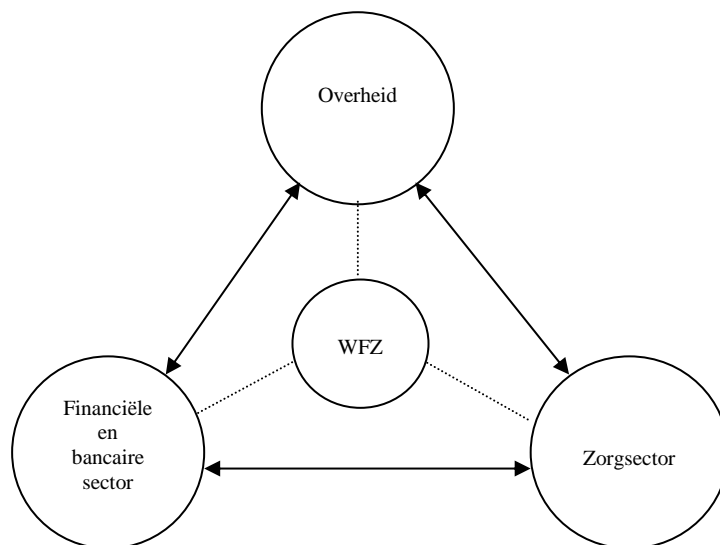 Overheid
WFZ
Financiële
en
bancaire
sector
Zorgsector